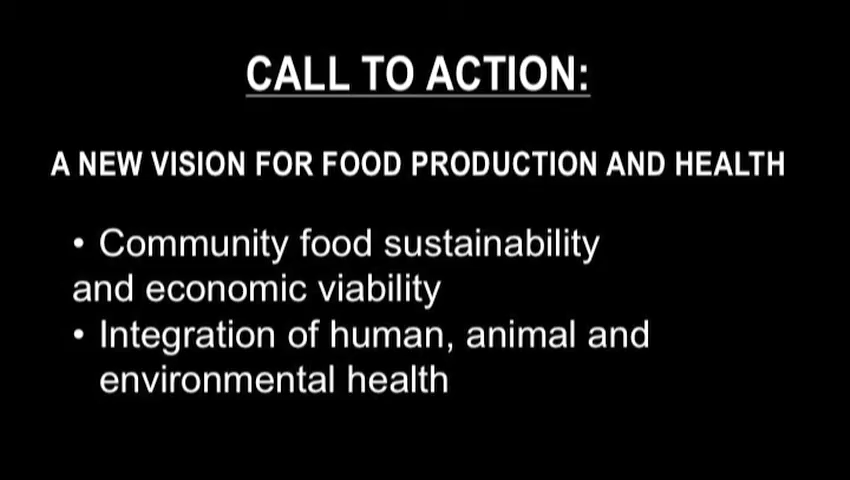 CALL TO ACTION:
A NEW VISION FOR FOOD PRODUCTION AND HEALTH
• Community food sustainability
and economic viability
• Integration of human, animal and
environmental health